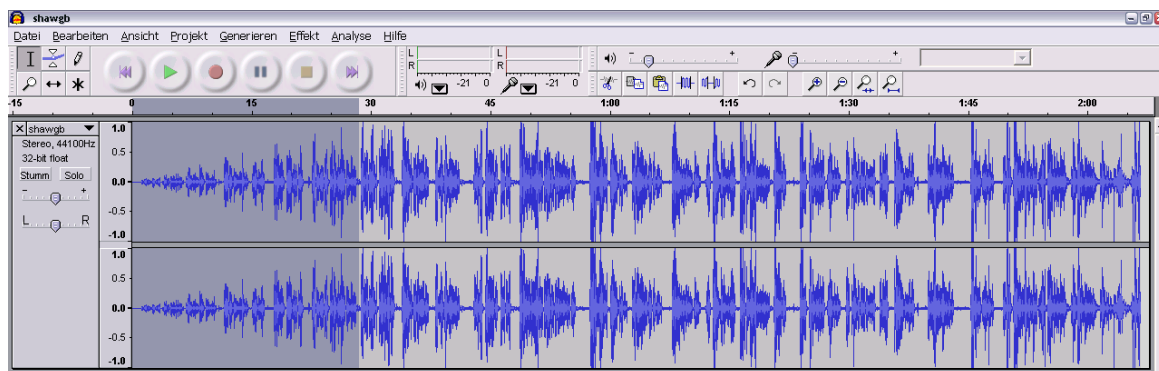 shawgb
Datei Bearbeiten Ansicht Projekt Generieren Effekt Analyse Hilfe
L L
R R
-21 0 -21 0
- + - +
-15 0 15 30 45 1:00 1:15 1:30 1:45 2:00
shawgb
Stereo, 44100Hz
32-bit float
Stumm Solo
- +
L R
1.0
0.5
0.0
-0.5
-1.0
1.0
0.5
0.0
-0.5
-1.0